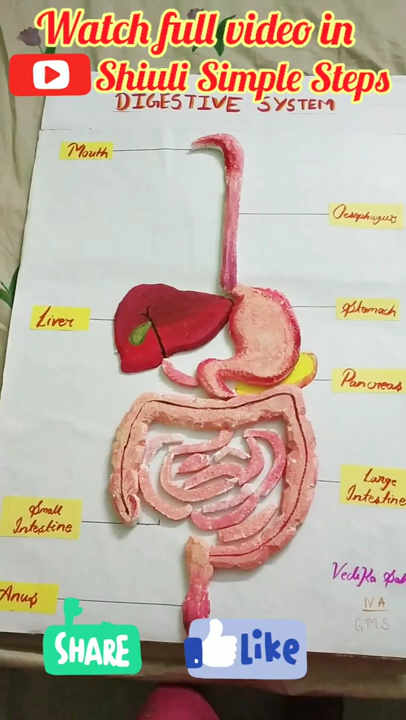 Watch full video in
Shiuli Simple Steps
DIGESTIVE SYSTEM
Mouth
Oesophagus
Liver
Stomach
Pancreas
Large
Intestine
Small
Intestine
Anus
Vedika
IV A
G.M.S
SHARE
Like